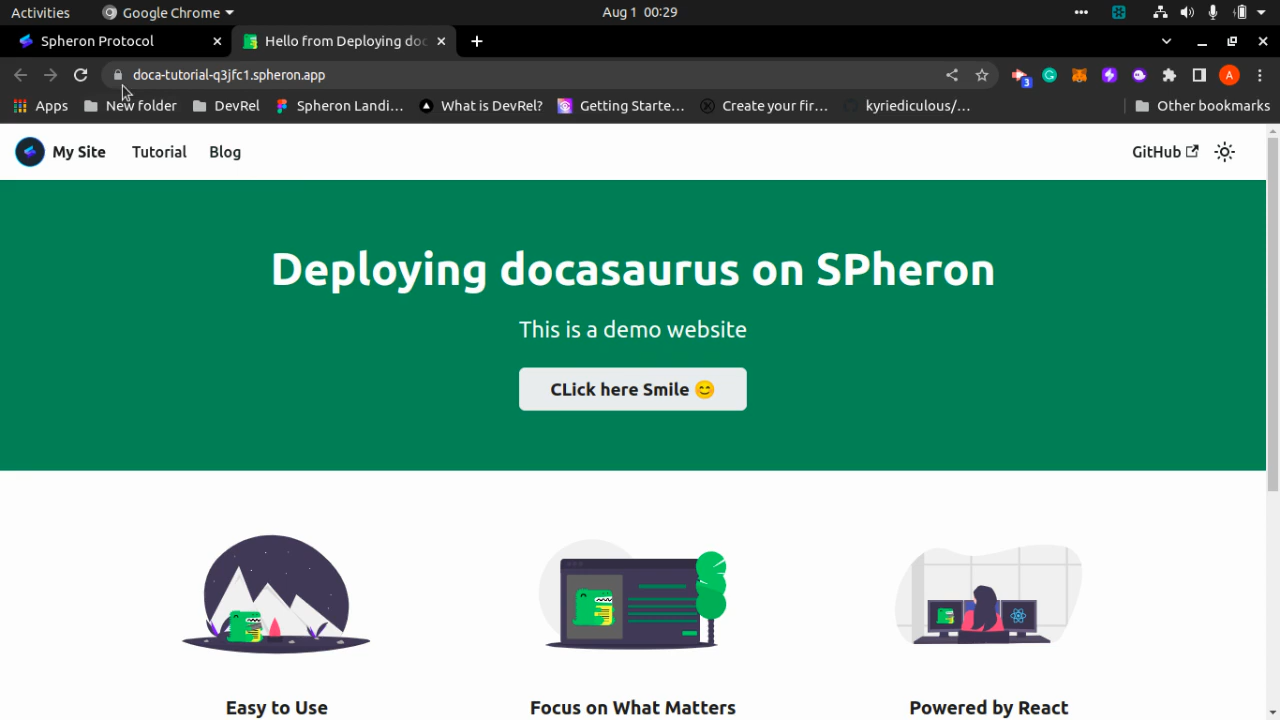 Activities Google Chrome Aug 1 00:29
Spheron Protocol Hello from Deploying doc
doca-tutorial-q3jfc1.spheron.app 3 A
Apps New folder DevRel Spheron Landi... What is DevRel? Getting Starte... Create your fir... kyriediculous/... Other bookmarks
My Site Tutorial Blog GitHub
Deploying docasaurus on SPheron
This is a demo website
CLick here Smile 😊
Easy to Use Focus on What Matters Powered by React